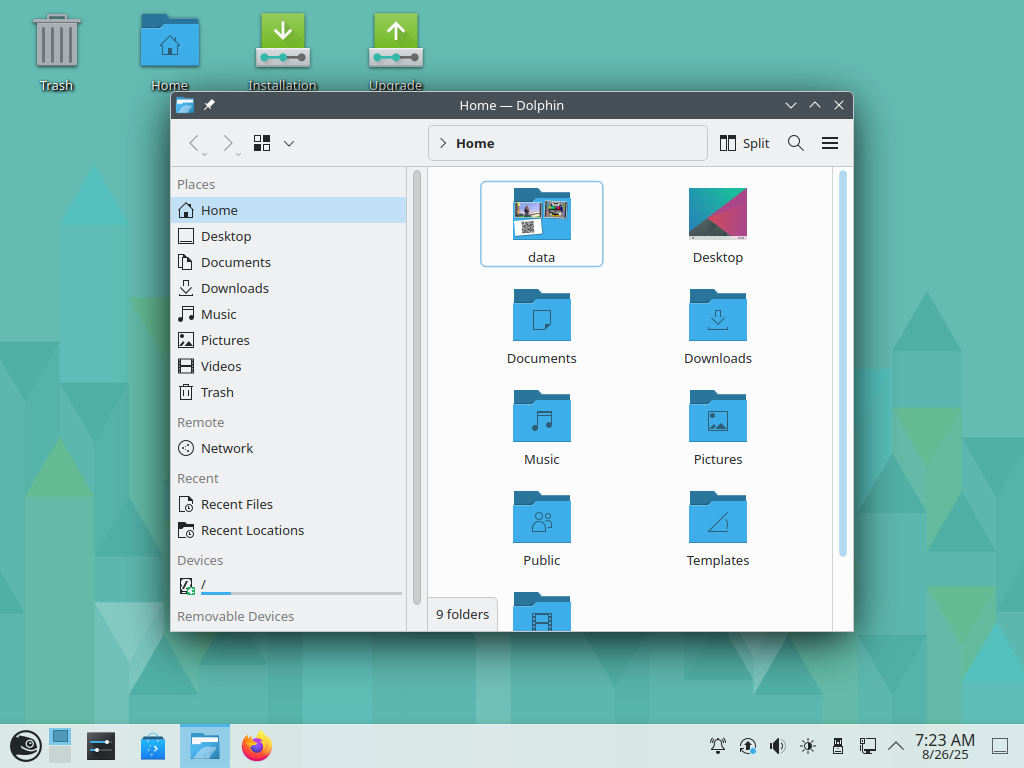 Trash
Home
Installation
Upgrade
Home — Dolphin
Home
Split
Places
Home
Desktop
Documents
Downloads
Music
Pictures
Videos
Trash
Remote
Network
Recent
Recent Files
Recent Locations
Devices
/
Removable Devices
data
Desktop
Documents
Downloads
Music
Pictures
Public
Templates
9 folders
7:23 AM
8/26/25